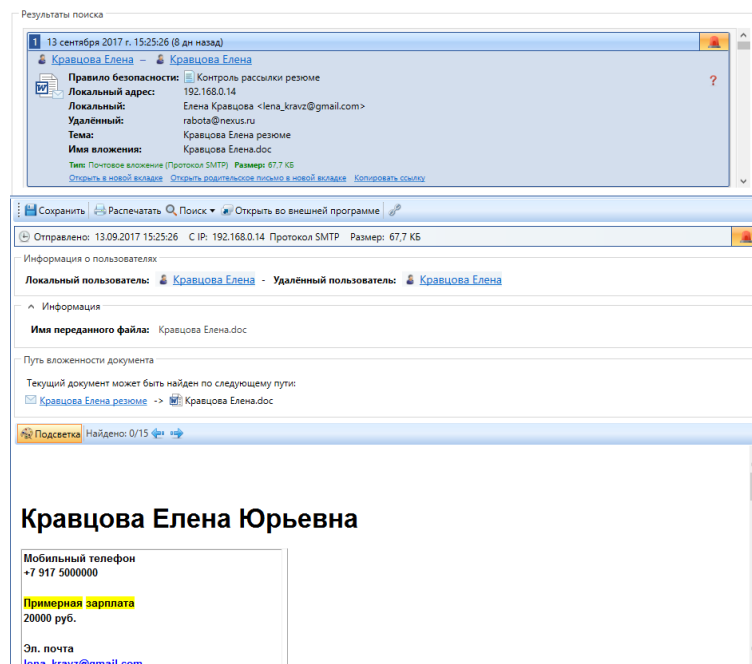 Результаты поиска
1 13 сентября 2017 г. 15:25:26 (8 дн назад)
Кравцова Елена – Кравцова Елена
Правило безопасности: Контроль рассылки резюме
Локальный адрес: 192.168.0.14
?
Локальный: Елена Кравцова <lena_kravz@gmail.com>
Удалённый: rabota@nexus.ru
Тема: Кравцова Елена резюме
Имя вложения: Кравцова Елена.doc
Тип: Почтовое вложение (Протокол SMTP) Размер: 67,7 КБ
Открыть в новой вкладке Открыть родительское письмо в новой вкладке Копировать ссылку
Сохранить Распечатать Поиск Открыть во внешней программе
Отправлено: 13.09.2017 15:25:26 С IP: 192.168.0.14 Протокол SMTP Размер: 67,7 КБ
Информация о пользователях
Локальный пользователь: Кравцова Елена - Удалённый пользователь: Кравцова Елена
Информация
Имя переданного файла: Кравцова Елена.doc
Путь вложенности документа
Текущий документ может быть найден по следующему пути:
Кравцова Елена резюме -> Кравцова Елена.doc
Подсветка Найдено: 0/15
Кравцова Елена Юрьевна
Мобильный телефон
+7 917 5000000
Примерная зарплата
20000 руб.
Эл. почта
lena_kravz@gmail.com